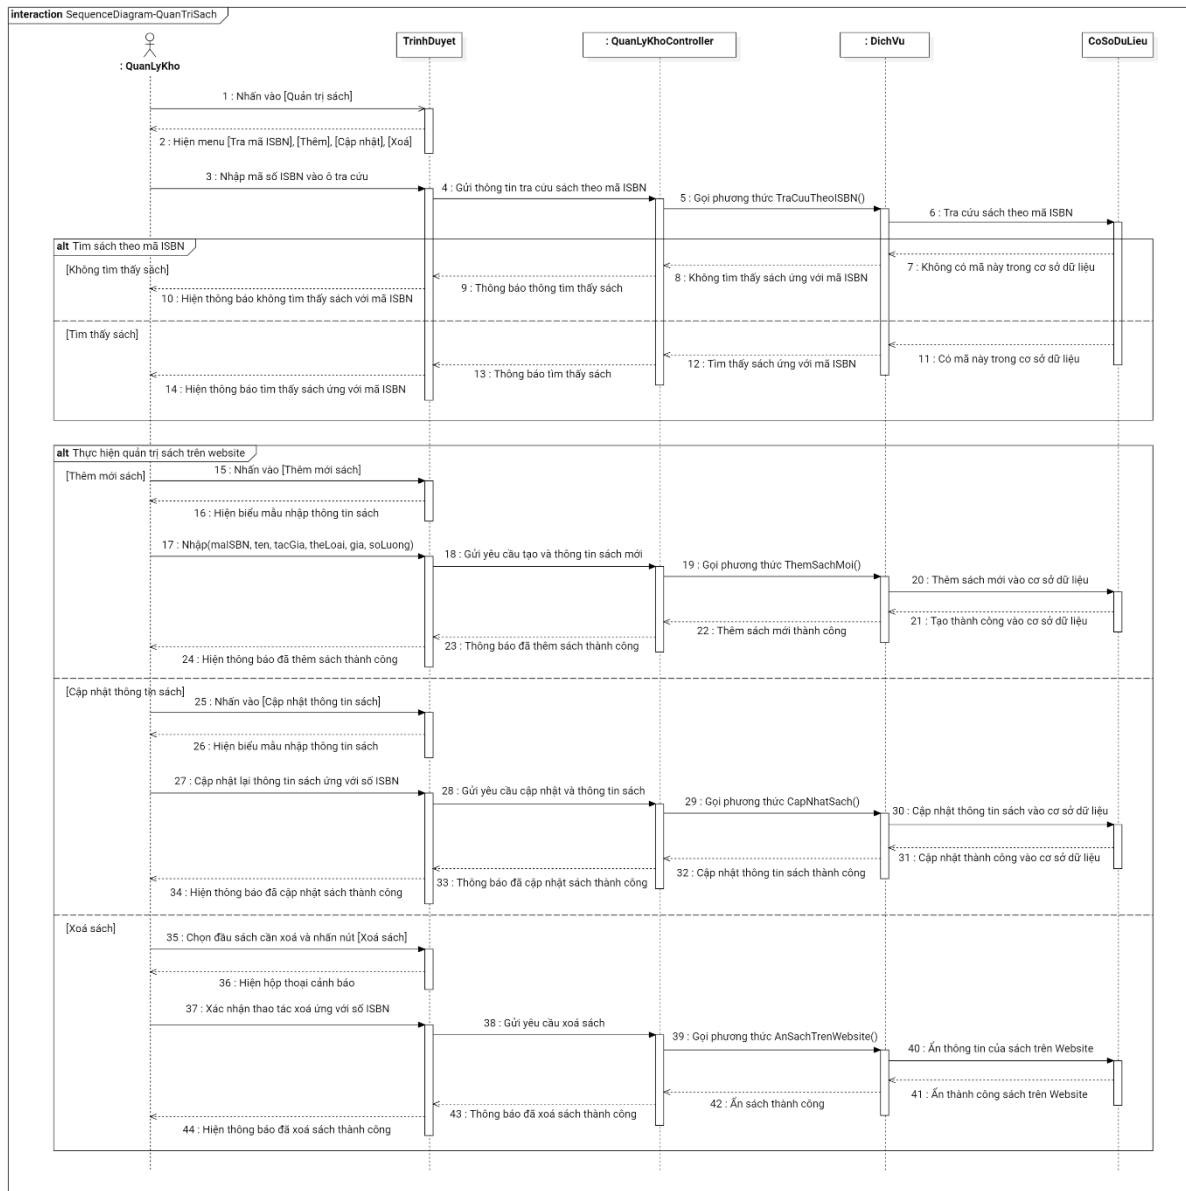 interaction SequenceDiagram-QuanTriSach
: QuanLyKho
TrinhDuyet
: QuanLyKhoController
: DichVu
CoSoDuLieu
1 : Nhấn vào [Quản trị sách]
2 : Hiện menu [Tra mã ISBN], [Thêm], [Cập nhật], [Xoá]
3 : Nhập mã số ISBN vào ô tra cứu
4 : Gửi thông tin tra cứu sách theo mã ISBN
5 : Gọi phương thức TraCuuTheoISBN()
6 : Tra cứu sách theo mã ISBN
alt Tìm sách theo mã ISBN
[Không tìm thấy sách]
7 : Không có mã này trong cơ sở dữ liệu
8 : Không tìm thấy sách ứng với mã ISBN
9 : Thông báo thông tìm thấy sách
10 : Hiện thông báo không tìm thấy sách với mã ISBN
[Tìm thấy sách]
11 : Có mã này trong cơ sở dữ liệu
12 : Tìm thấy sách ứng với mã ISBN
13 : Thông báo tìm thấy sách
14 : Hiện thông báo tìm thấy sách ứng với mã ISBN
alt Thực hiện quản trị sách trên website
[Thêm mới sách]
15 : Nhấn vào [Thêm mới sách]
16 : Hiện biểu mẫu nhập thông tin sách
17 : Nhập(maISBN, ten, tacGia, theLoai, gia, soLuong)
18 : Gửi yêu cầu tạo và thông tin sách mới
19 : Gọi phương thức ThemSachMoi()
20 : Thêm sách mới vào cơ sở dữ liệu
21 : Tạo thành công vào cơ sở dữ liệu
22 : Thêm sách mới thành công
23 : Thông báo đã thêm sách thành công
24 : Hiện thông báo đã thêm sách thành công
[Cập nhật thông tin sách]
25 : Nhấn vào [Cập nhật thông tin sách]
26 : Hiện biểu mẫu nhập thông tin sách
27 : Cập nhật lại thông tin sách ứng với số ISBN
28 : Gửi yêu cầu cập nhật và thông tin sách
29 : Gọi phương thức CapNhatSach()
30 : Cập nhật thông tin sách vào cơ sở dữ liệu
31 : Cập nhật thành công vào cơ sở dữ liệu
32 : Cập nhật thông tin sách thành công
33 : Thông báo đã cập nhật sách thành công
34 : Hiện thông báo đã cập nhật sách thành công
[Xoá sách]
35 : Chọn đầu sách cần xoá và nhấn nút [Xoá sách]
36 : Hiện hộp thoại cảnh báo
37 : Xác nhận thao tác xoá ứng với số ISBN
38 : Gửi yêu cầu xoá sách
39 : Gọi phương thức AnSachTrenWebsite()
40 : Ẩn thông tin của sách trên Website
41 : Ẩn thành công sách trên Website
42 : Ẩn sách thành công
43 : Thông báo đã xoá sách thành công
44 : Hiện thông báo đã xoá sách thành công